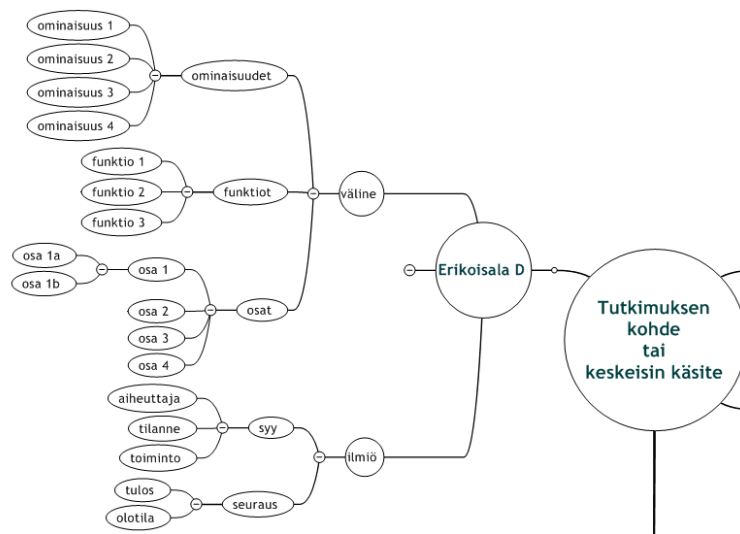 ominaisuus 1
ominaisuus 2
ominaisuus 3
ominaisuus 4
ominaisuudet
funktio 1
funktio 2
funktio 3
funktiot
väline
osa 1a
osa 1b
osa 1
osa 2
osa 3
osa 4
osat
Erikoisala D
Tutkimuksen
kohde
tai
keskeisin käsite
aiheuttaja
tilanne
toiminto
syy
ilmiö
tulos
olotila
seuraus